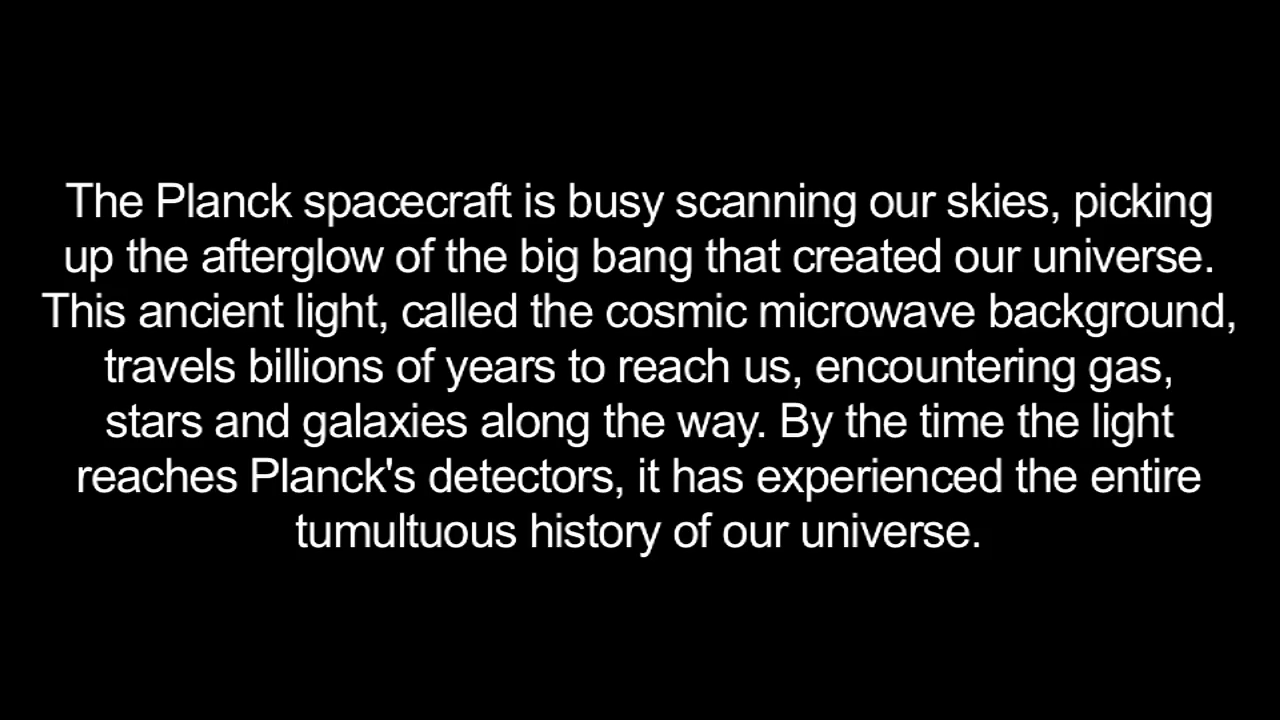 The Planck spacecraft is busy scanning our skies, picking
up the afterglow of the big bang that created our universe.
This ancient light, called the cosmic microwave background,
travels billions of years to reach us, encountering gas,
stars and galaxies along the way. By the time the light
reaches Planck's detectors, it has experienced the entire
tumultuous history of our universe.